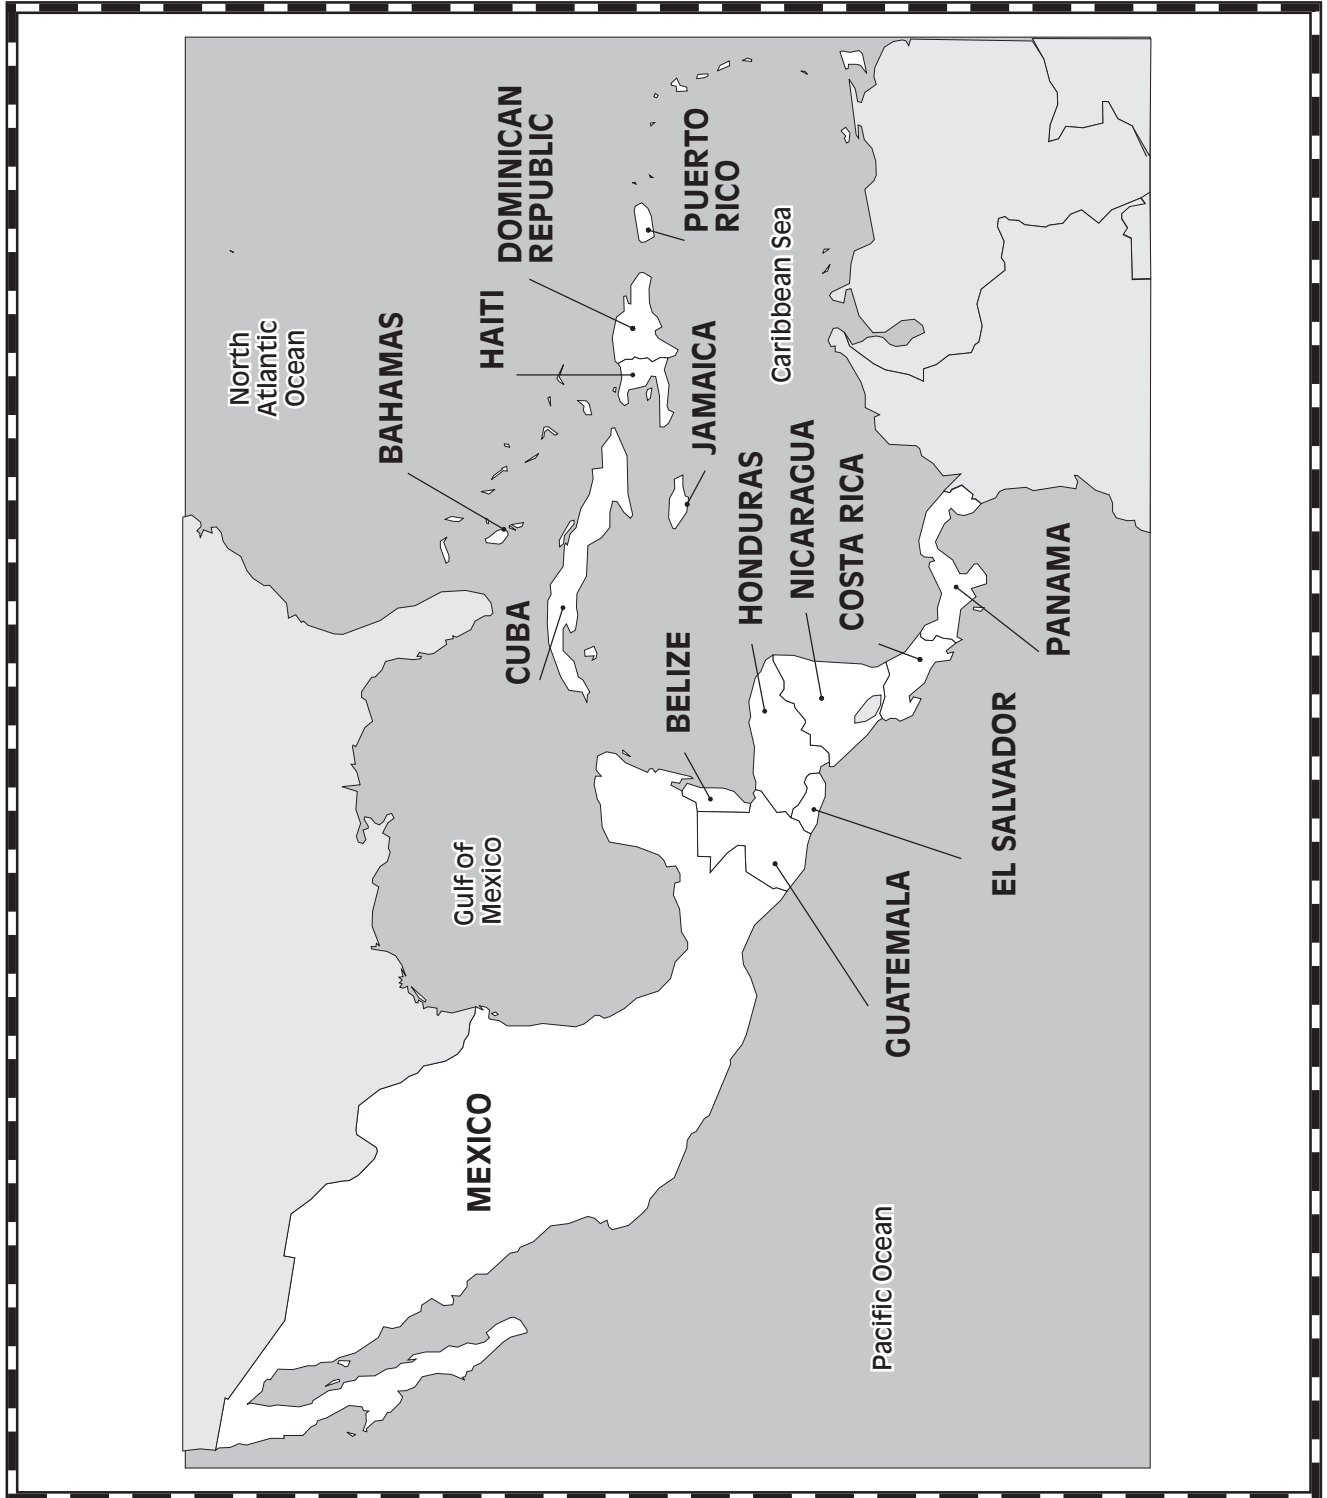 North
Atlantic
Ocean
BAHAMAS
HAITI
DOMINICAN
REPUBLIC
PUERTO
RICO
CUBA
JAMAICA
Caribbean Sea
Gulf of
Mexico
MEXICO
BELIZE
HONDURAS
NICARAGUA
COSTA RICA
PANAMA
EL SALVADOR
GUATEMALA
Pacific Ocean